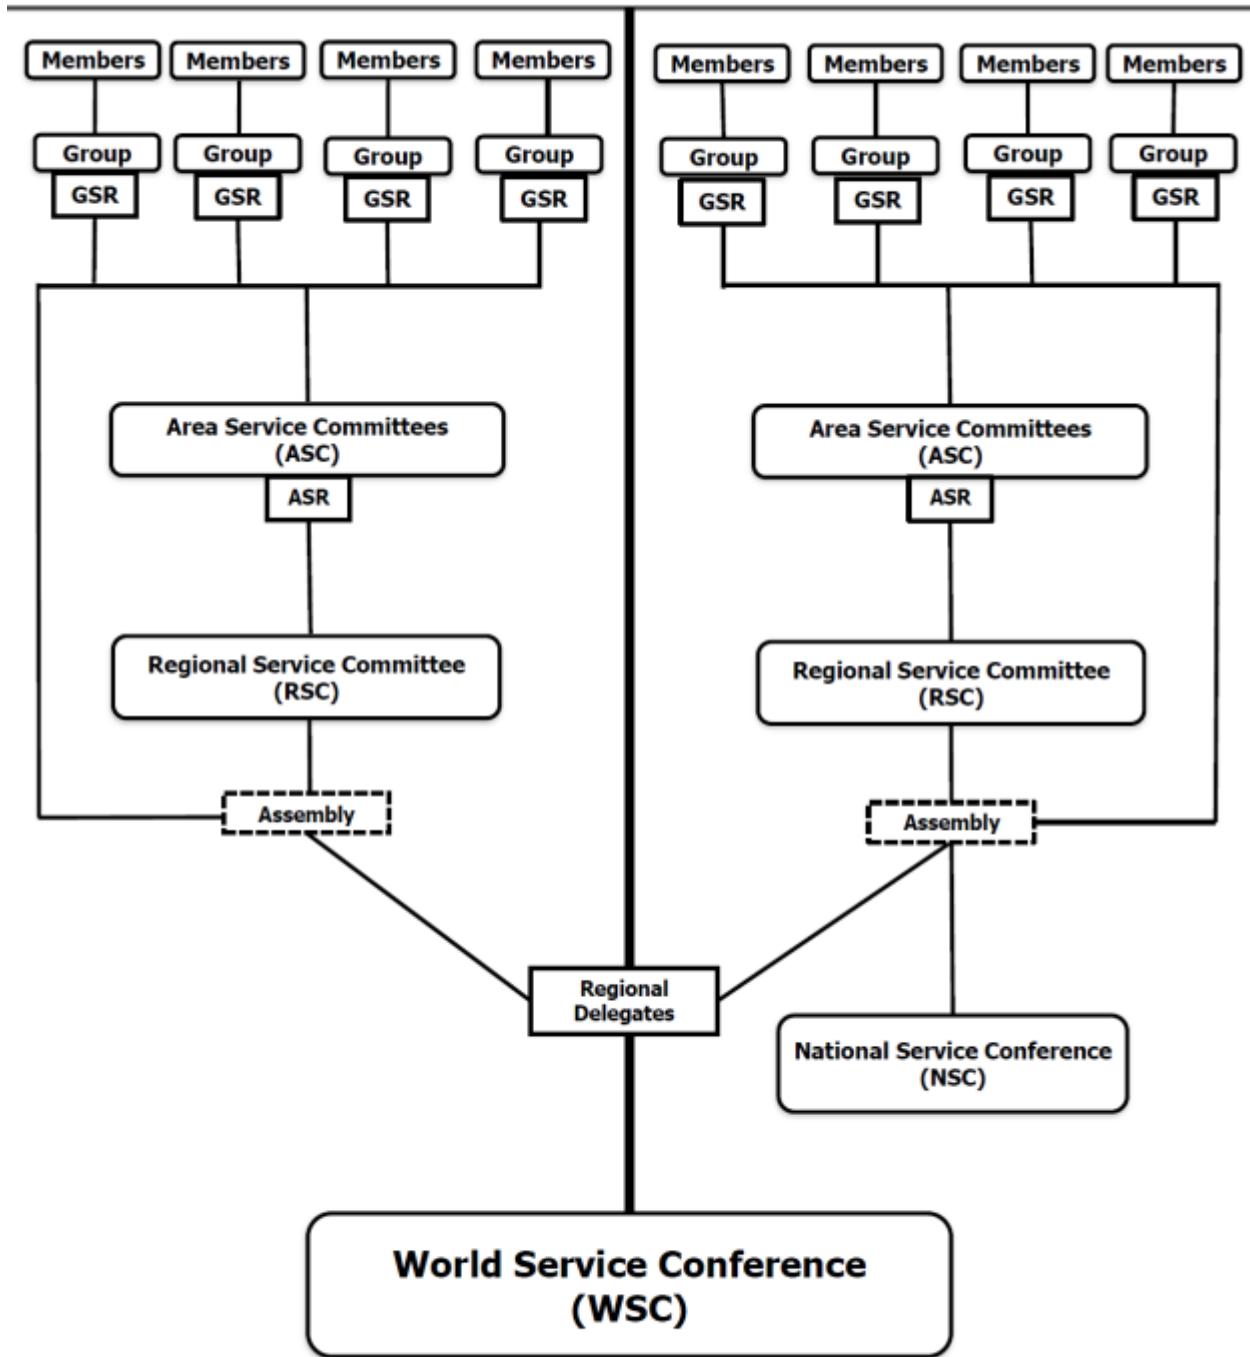 Members Members Members Members Members Members Members Members
Group Group Group Group Group Group Group Group
GSR GSR GSR GSR GSR GSR GSR GSR
Area Service Committees
(ASC)
ASR
Area Service Committees
(ASC)
ASR
Regional Service Committee
(RSC)
Regional Service Committee
(RSC)
Assembly
Assembly
Regional
Delegates
National Service Conference
(NSC)
World Service Conference
(WSC)